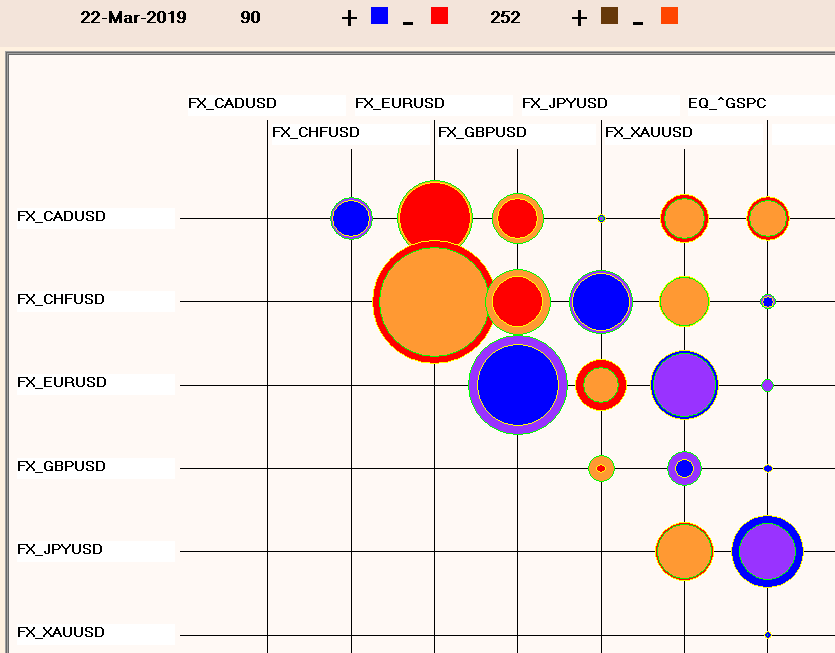 22-Mar-2019 90 + - 252 + -
FX_CADUSD FX_EURUSD FX_JPYUSD EQ_^GSPC
FX_CHFUSD FX_GBPUSD FX_XAUUSD
FX_CADUSD
FX_CHFUSD
FX_EURUSD
FX_GBPUSD
FX_JPYUSD
FX_XAUUSD